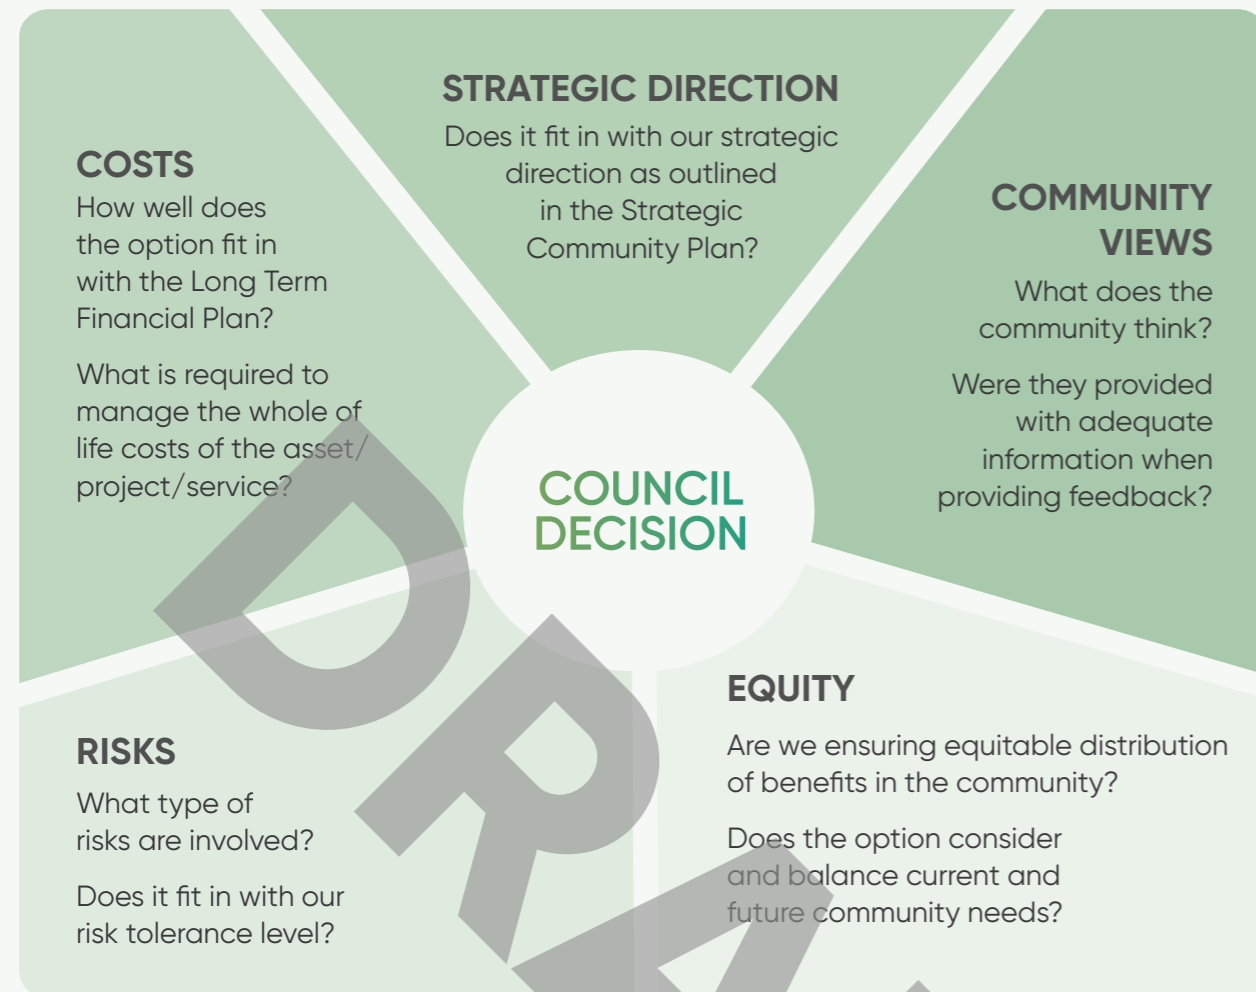 STRATEGIC DIRECTION
Does it fit in with our strategic
direction as outlined
in the Strategic
Community Plan?
COSTS
How well does
the option fit in
with the Long Term
Financial Plan?
What is required to
manage the whole of
life costs of the asset/
project/service?
COMMUNITY
VIEWS
What does the
community think?
Were they provided
with adequate
information when
providing feedback?
COUNCIL
DECISION
RISKS
What type of
risks are involved?
Does it fit in with our
risk tolerance level?
EQUITY
Are we ensuring equitable distribution
of benefits in the community?
Does the option consider
and balance current and
future community needs?
DRA